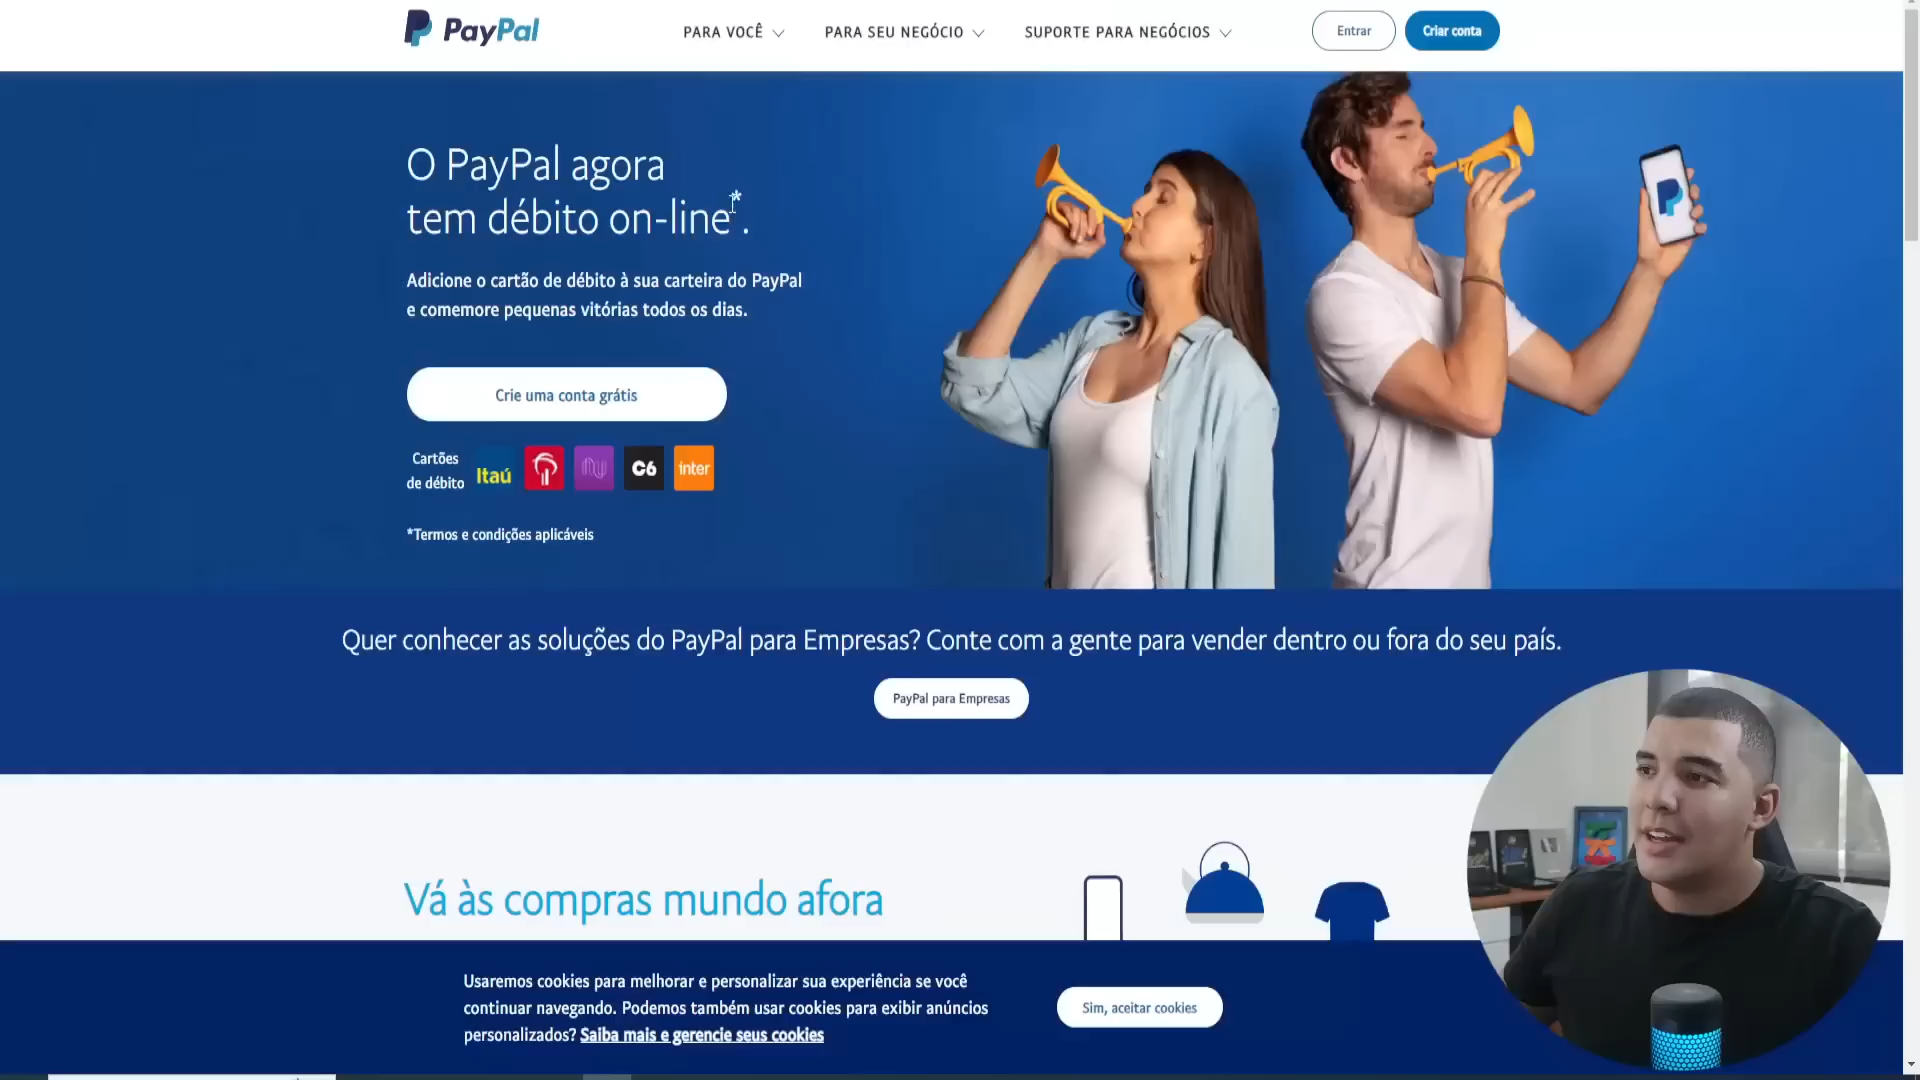 PayPal
PARA VOCÊ
PARA SEU NEGÓCIO
SUPORTE PARA NEGÓCIOS
Entrar
Criar conta
O PayPal agora
tem débito on-line*.
Adicione o cartão de débito à sua carteira do PayPal
e comemore pequenas vitórias todos os dias.
Crie uma conta grátis
Cartões
de débito
Itaú
nu
C6
inter
*Termos e condições aplicáveis
Quer conhecer as soluções do PayPal para Empresas? Conte com a gente para vender dentro ou fora do seu país.
PayPal para Empresas
Vá às compras mundo afora
Usaremos cookies para melhorar e personalizar sua experiência se você
continuar navegando. Podemos também usar cookies para exibir anúncios
personalizados? Saiba mais e gerencie seus cookies
Sim, aceitar cookies